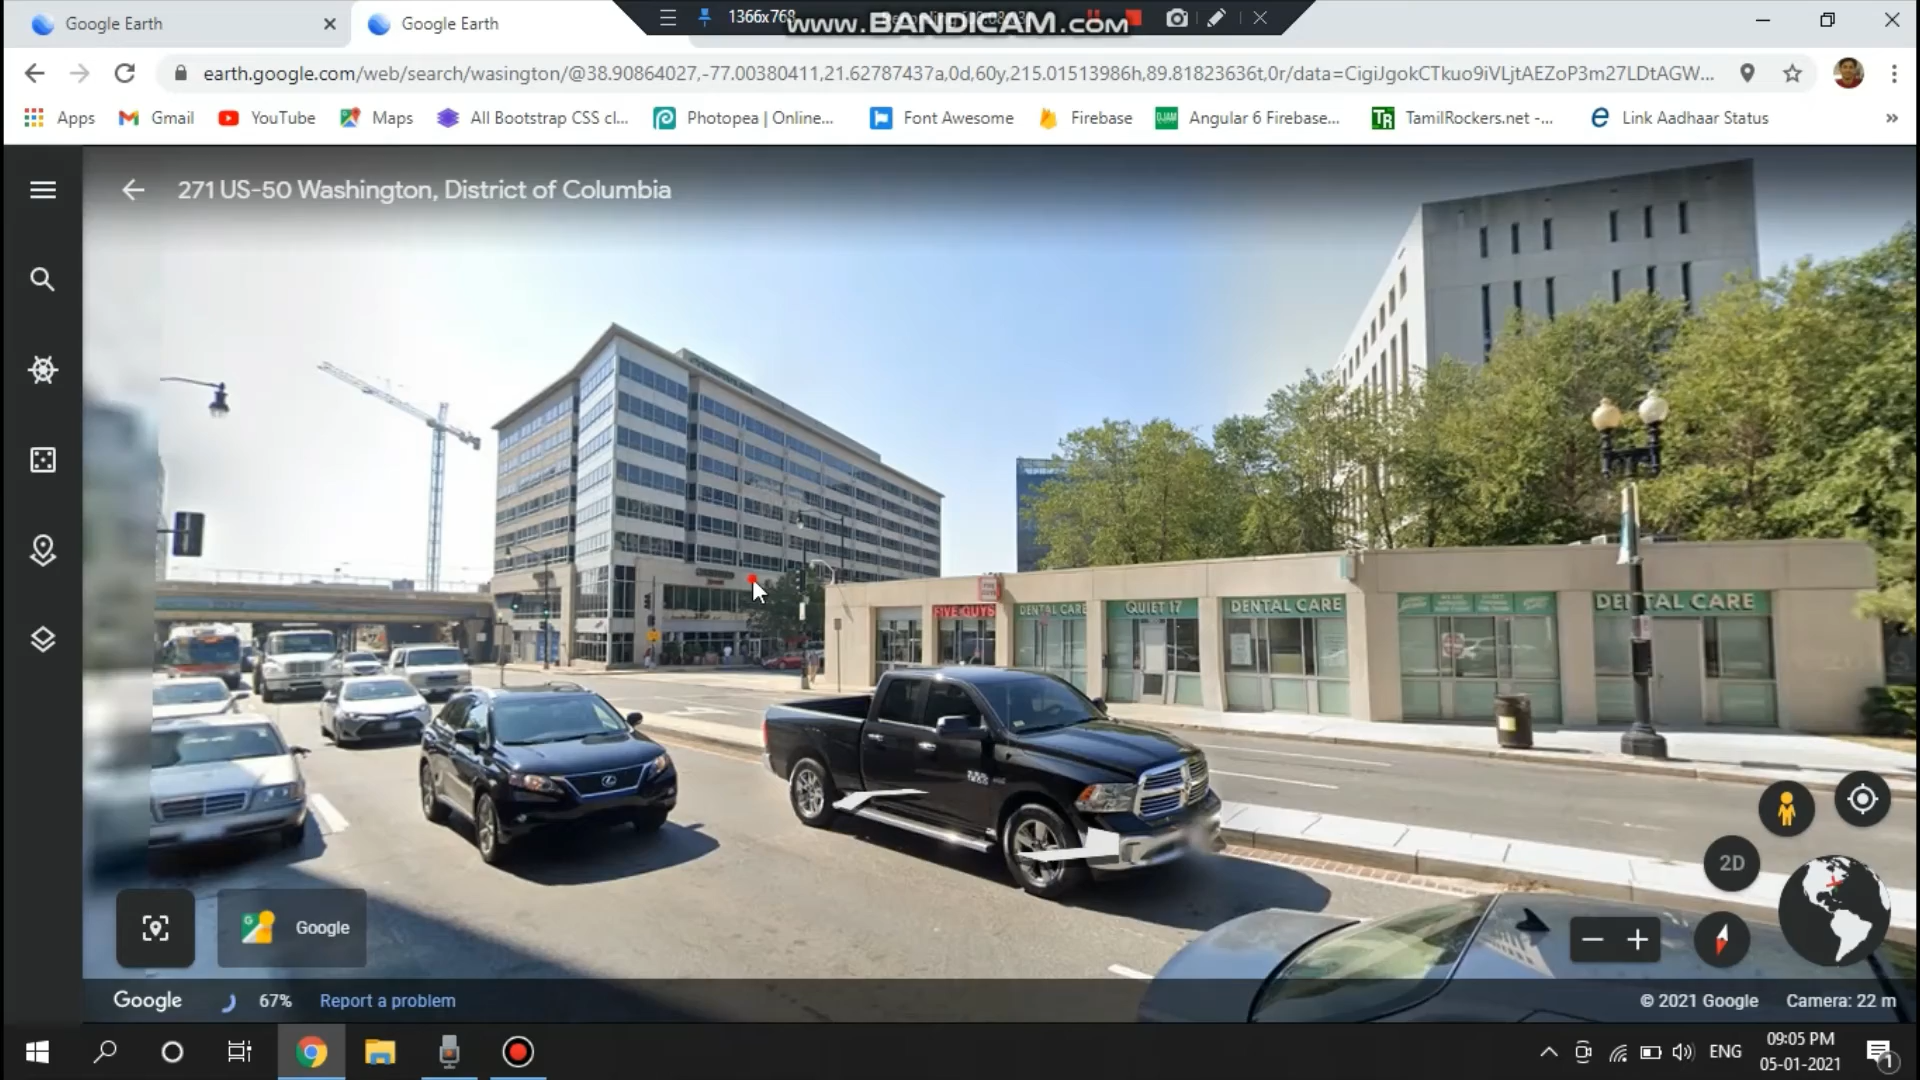 Google Earth
Google Earth
1366x768
www.BANDICAM.com
earth.google.com/web/search/wasington/@38.90864027,-77.00380411,21.62787437a,0d,60y,215.01513986h,89.81823636t,0r/data=CigiJgokCTkuo9iVLjtAEZoP3m27LDtAGW...
Apps
Gmail
YouTube
Maps
All Bootstrap CSS cl...
Photopea | Online...
Font Awesome
Firebase
Angular 6 Firebase...
TamilRockers.net -...
Link Aadhaar Status
»
271 US-50 Washington, District of Columbia
FIVE GUYS
DENTAL CARE
QUIET 17
DENTAL CARE
DENTAL CARE
2D
Google
Google
67%
Report a problem
© 2021 Google
Camera: 22 m
ENG
09:05 PM
05-01-2021
1